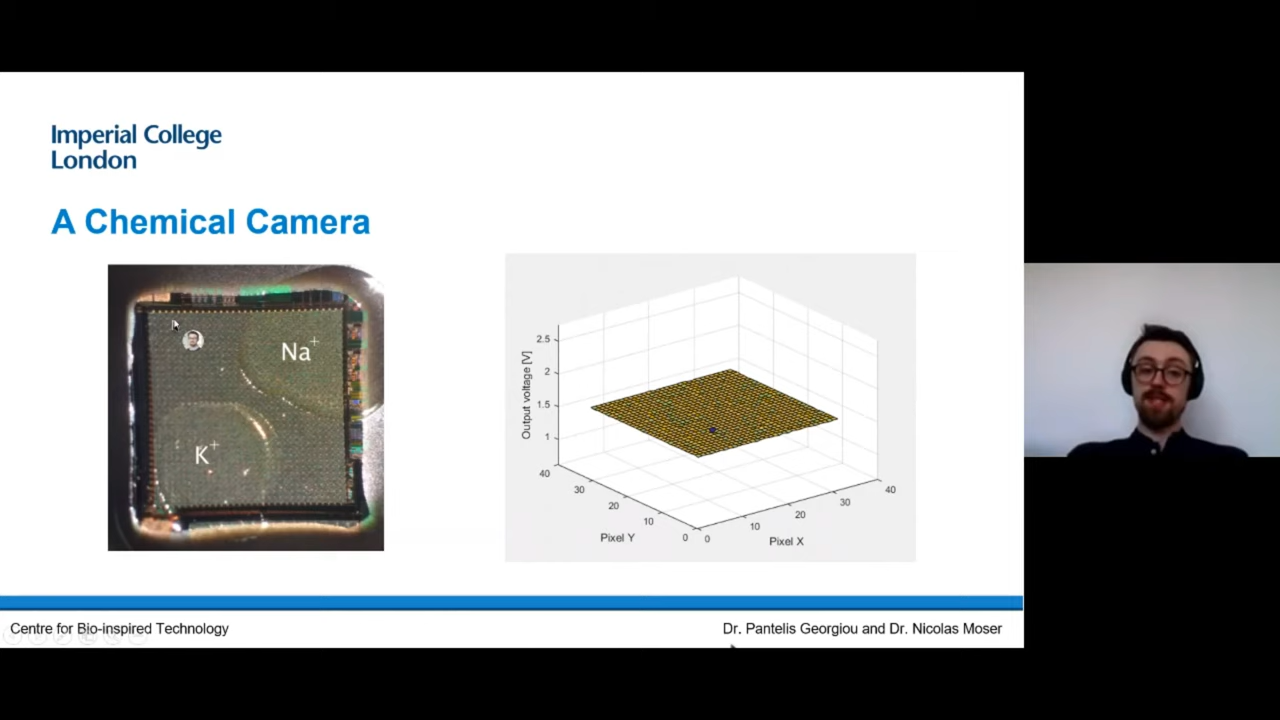 Imperial College
London
A Chemical Camera
Na+
K+
Output voltage [V]
2.5
2
1.5
1
40
30
20
10
0
Pixel Y
0
10
20
30
40
Pixel X
Centre for Bio-inspired Technology
Dr. Pantelis Georgiou and Dr. Nicolas Moser